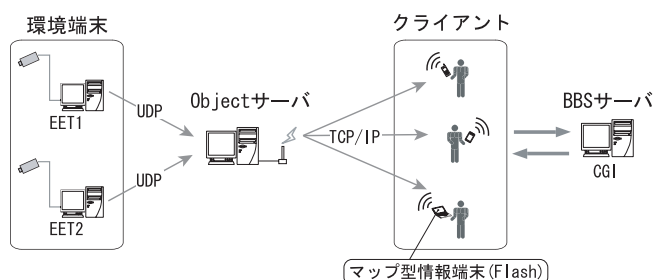 環境端末
クライアント
EET1
UDP
Objectサーバ
BBSサーバ
TCP/IP
UDP
CGI
EET2
マップ型情報端末(Flash)